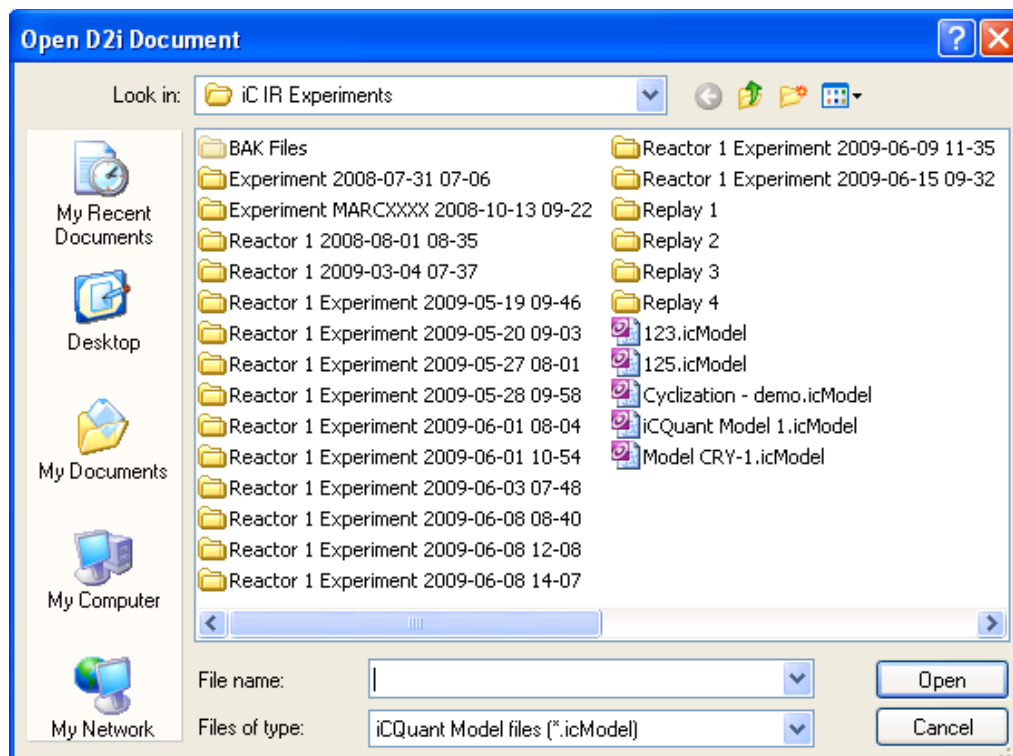 Open D2i Document
Look in: iC IR Experiments
My Recent
Documents
Desktop
My Documents
My Computer
My Network
BAK Files
Experiment 2008-07-31 07-06
Experiment MARCXXXX 2008-10-13 09-22
Reactor 1 2008-08-01 08-35
Reactor 1 2009-03-04 07-37
Reactor 1 Experiment 2009-05-19 09-46
Reactor 1 Experiment 2009-05-20 09-03
Reactor 1 Experiment 2009-05-27 08-01
Reactor 1 Experiment 2009-05-28 09-58
Reactor 1 Experiment 2009-06-01 08-04
Reactor 1 Experiment 2009-06-01 10-54
Reactor 1 Experiment 2009-06-03 07-48
Reactor 1 Experiment 2009-06-08 08-40
Reactor 1 Experiment 2009-06-08 12-08
Reactor 1 Experiment 2009-06-08 14-07
Reactor 1 Experiment 2009-06-09 11-35
Reactor 1 Experiment 2009-06-15 09-32
Replay 1
Replay 2
Replay 3
Replay 4
123.icModel
125.icModel
Cyclization - demo.icModel
iCQuant Model 1.icModel
Model CRY-1.icModel
File name:
Open
Files of type: iCQuant Model files (*.icModel)
Cancel